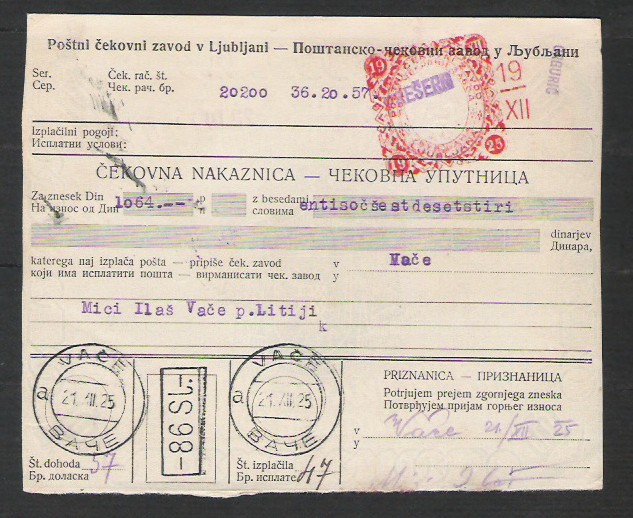 Poštni čekovni zavod v Ljubljani — Поштанско-чековни завод у Љубљани
Ser. Ček. rač. št.
Сер. Чек. рач. бр. 20200 36.20.57
19 XII
19 25
Izplačilni pogoji:
Исплатни услови:
ČEKOVNA NAKAZNICA — ЧЕКОВНА УПУТНИЦА
Za znesek Din 1064.-- z besedami
На износ од Дин словима entisočšestdesetstiri
dinarjev
Динара,
katerega naj izplača pošta — pripiše ček. zavod v Vače
који има исплатити пошта — вирманисати чек. завод у
Mici Ilaš Vače p.Litiji
k
VAČE
a 21.XII.25
ВАЧЕ
-JS 98-
VAČE
a 21.XII.25
ВАЧЕ
PRIZNANICA — ПРИЗНАНИЦА
Potrjujem prejem zgornjega zneska
Потврђујем пријам горњег износа
v Vače 21/XII 25
у
Št. dohoda 37
Бр. доласка
Št. izplačila 47
Бр. исплате